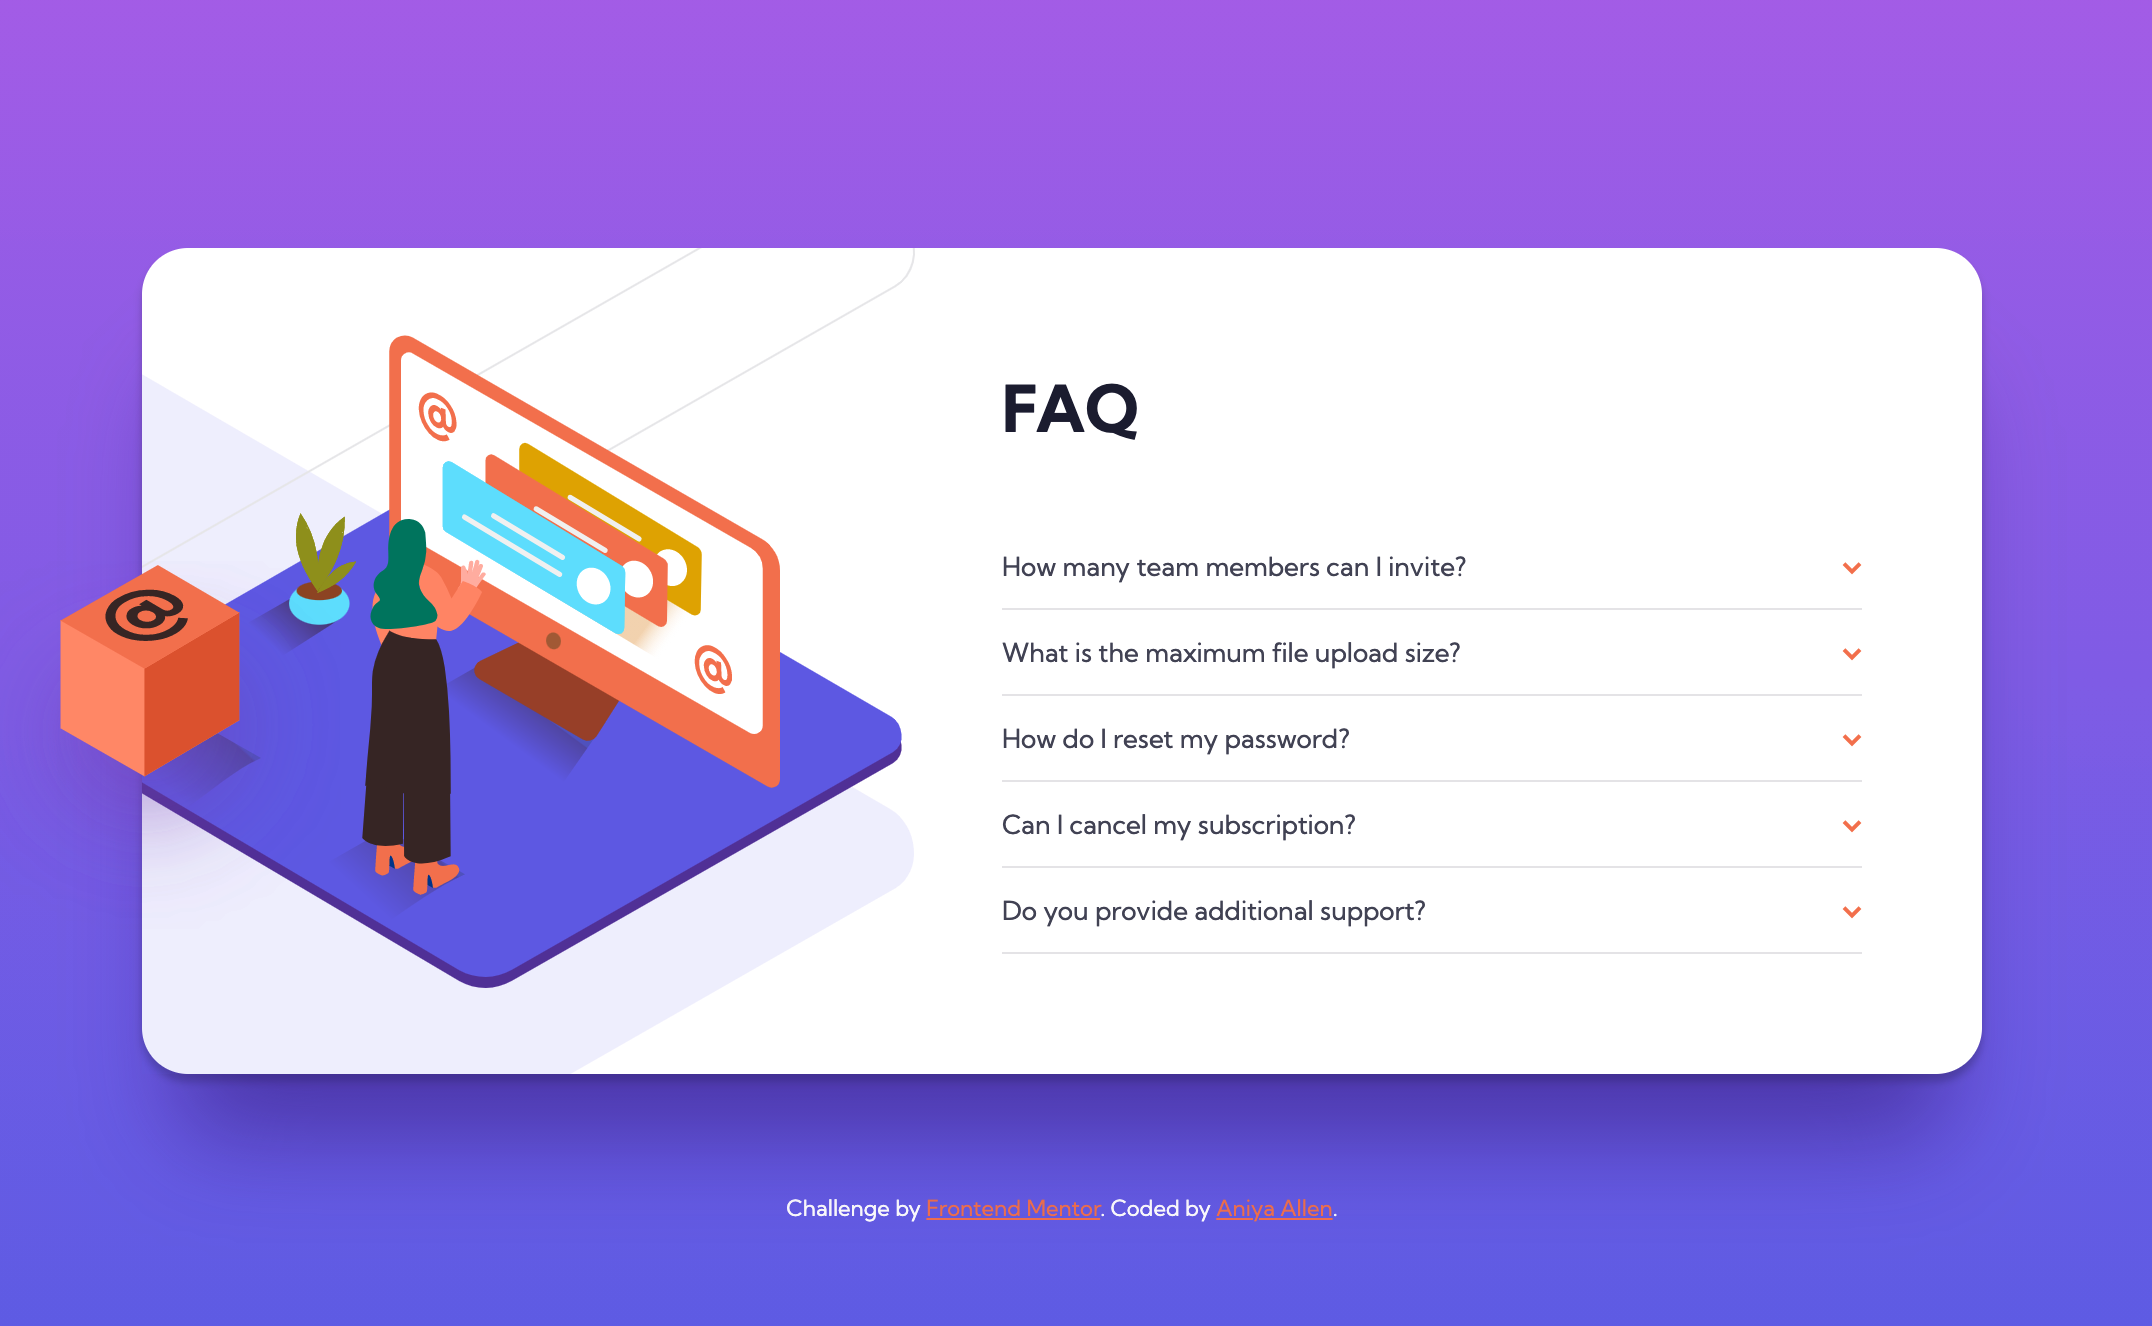 @
@
@
FAQ
How many team members can I invite?
What is the maximum file upload size?
How do I reset my password?
Can I cancel my subscription?
Do you provide additional support?
Challenge by Frontend Mentor. Coded by Aniya Allen.